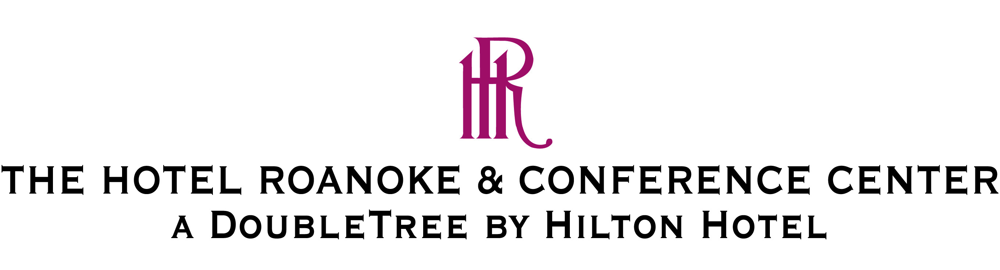 HR
THE HOTEL ROANOKE & CONFERENCE CENTER
A DOUBLETREE BY HILTON HOTEL